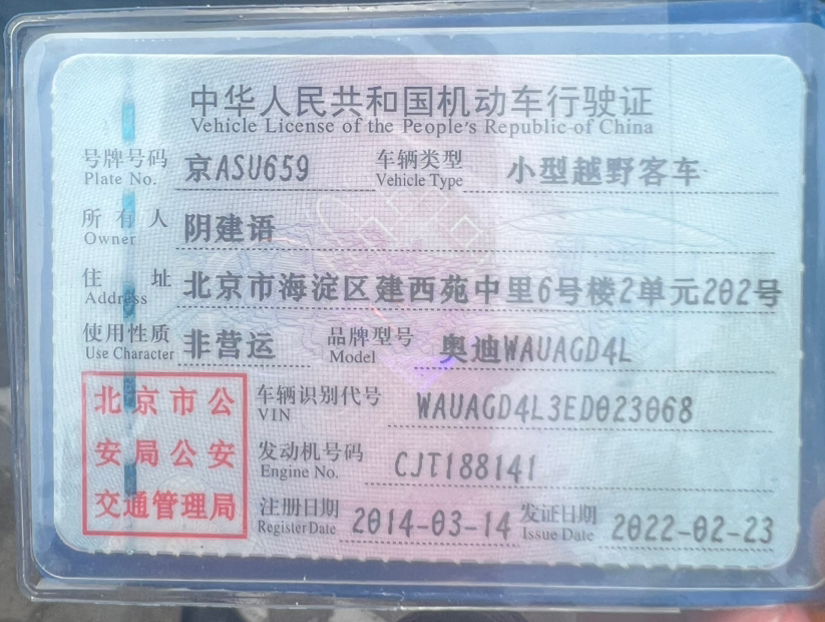 中华人民共和国机动车行驶证
Vehicle License of the People's Republic of China
号牌号码 京ASU659 车辆类型 小型越野客车
Plate No. Vehicle Type
所有人 阴建语
Owner
住址 北京市海淀区建西苑中里6号楼2单元202号
Address
使用性质 非营运 品牌型号 奥迪WAUAGD4L
Use Character Model
北京市公
安局公安
交通管理局
车辆识别代号 WAUAGD4L3ED023068
VIN
发动机号码 CJT188141
Engine No.
注册日期 2014-03-14 发证日期 2022-02-23
Register Date Issue Date